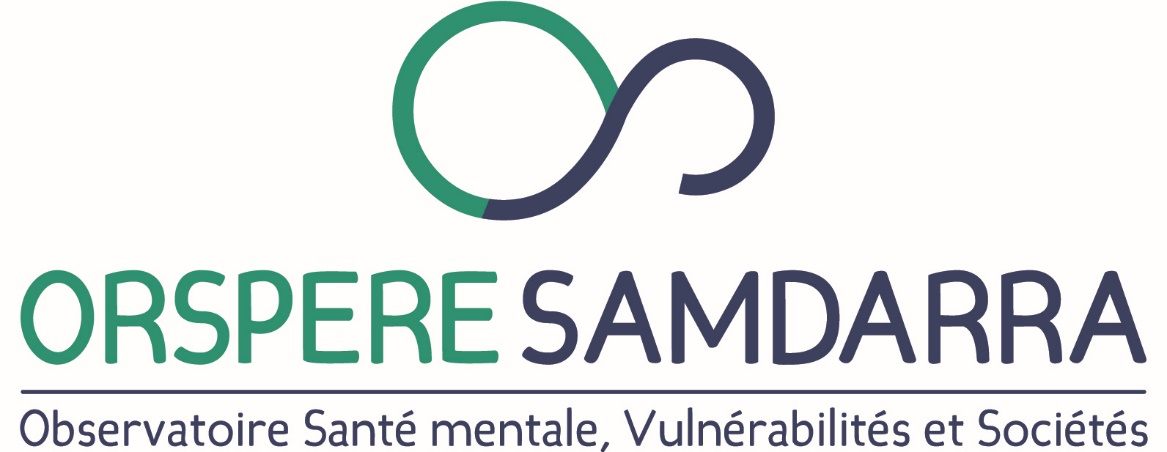 ORSPERE SAMDARRA
Observatoire Santé mentale, Vulnérabilités et Sociétés